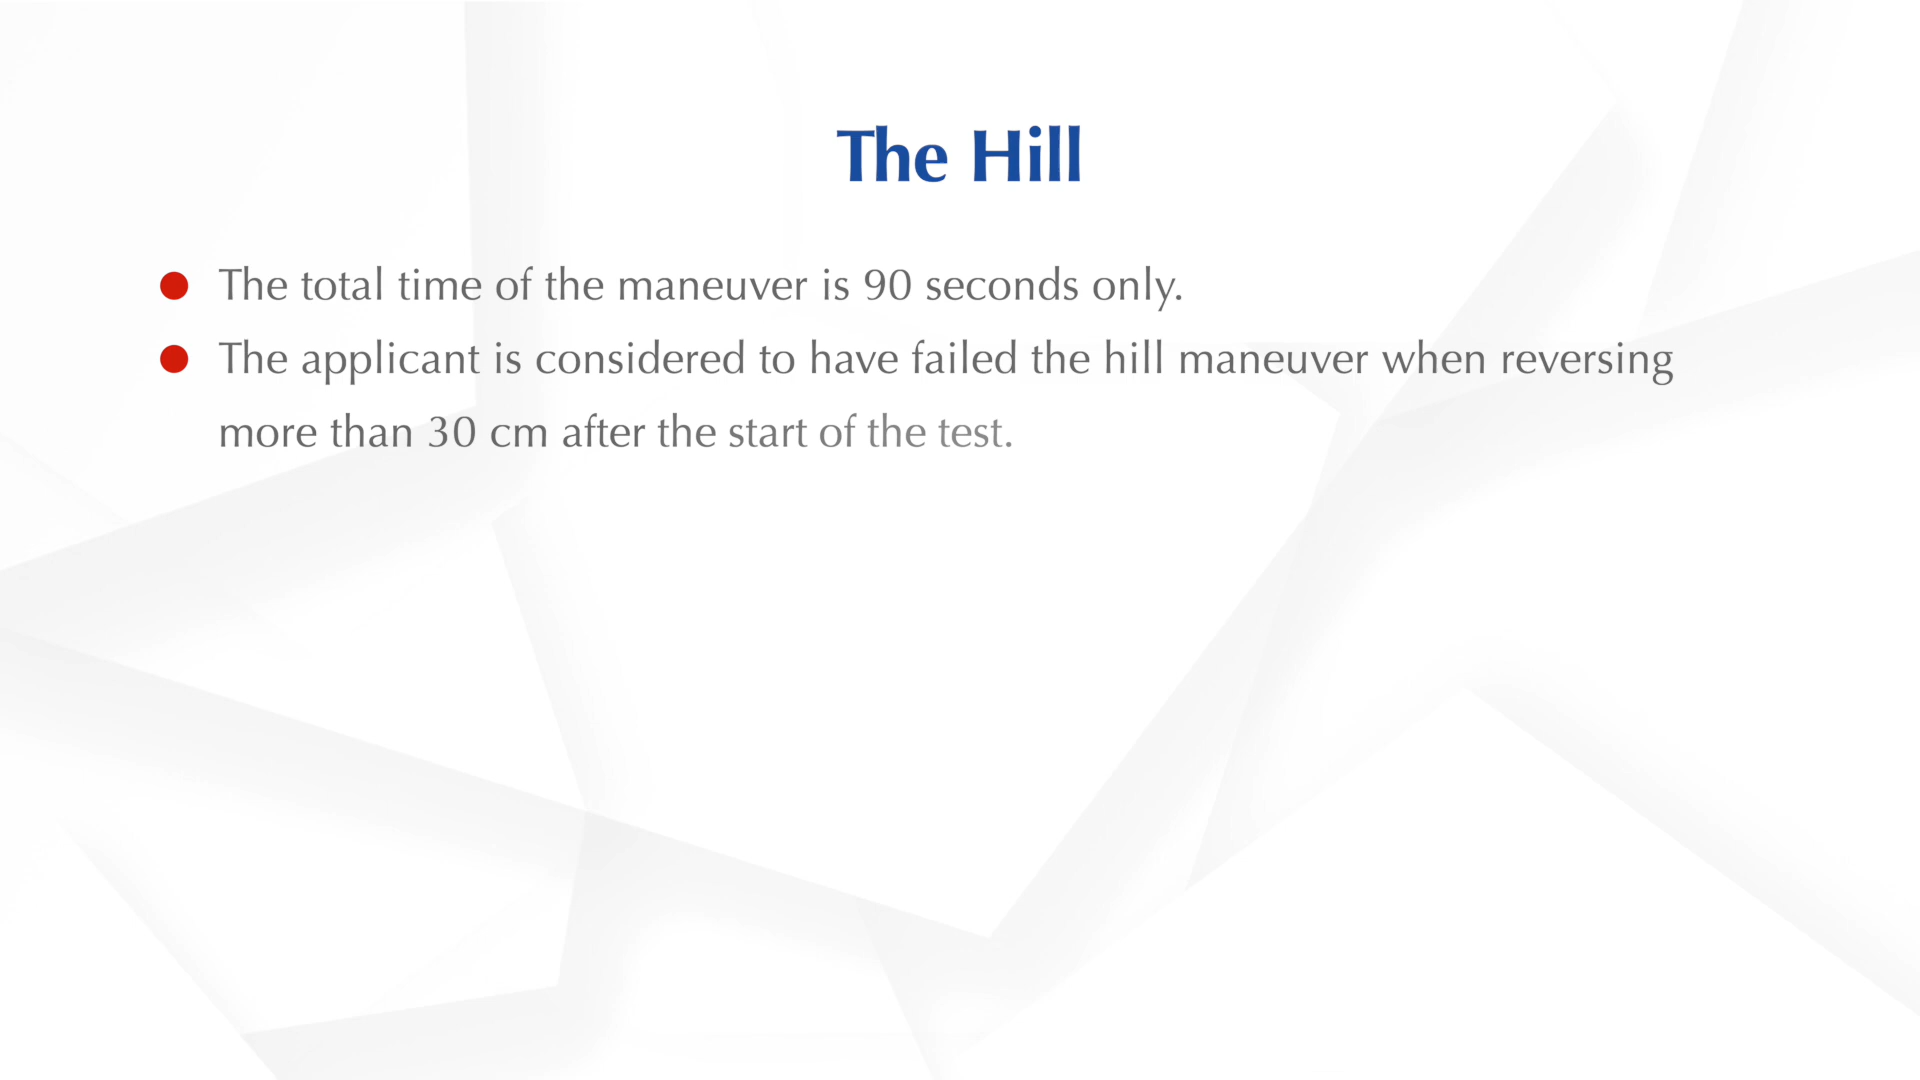 The Hill
The total time of the maneuver is 90 seconds only.
The applicant is considered to have failed the hill maneuver when reversing
more than 30 cm after the start of the test.